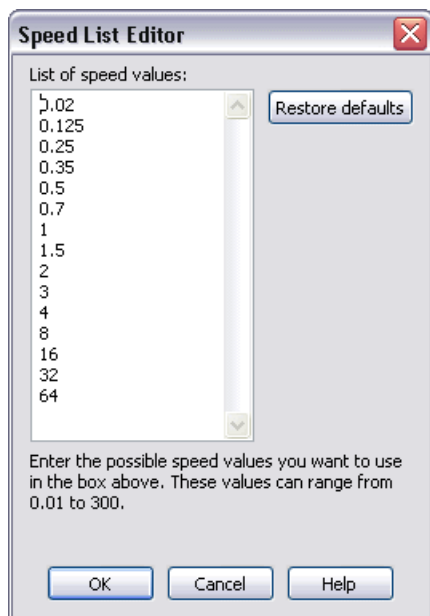 Speed List Editor
List of speed values:
0.02
0.125
0.25
0.35
0.5
0.7
1
1.5
2
3
4
8
16
32
64
Restore defaults
Enter the possible speed values you want to use
in the box above. These values can range from
0.01 to 300.
OK
Cancel
Help